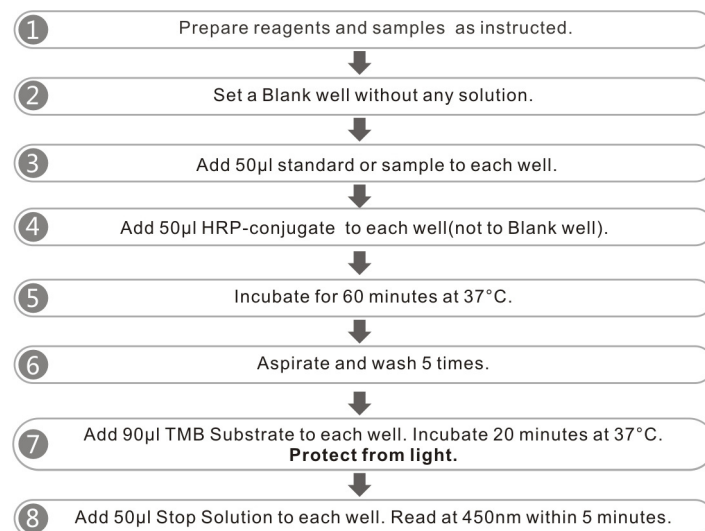 1 Prepare reagents and samples as instructed.
2 Set a Blank well without any solution.
3 Add 50μl standard or sample to each well.
4 Add 50μl HRP-conjugate to each well(not to Blank well).
5 Incubate for 60 minutes at 37°C.
6 Aspirate and wash 5 times.
7 Add 90μl TMB Substrate to each well. Incubate 20 minutes at 37°C.
Protect from light.
8 Add 50μl Stop Solution to each well. Read at 450nm within 5 minutes.